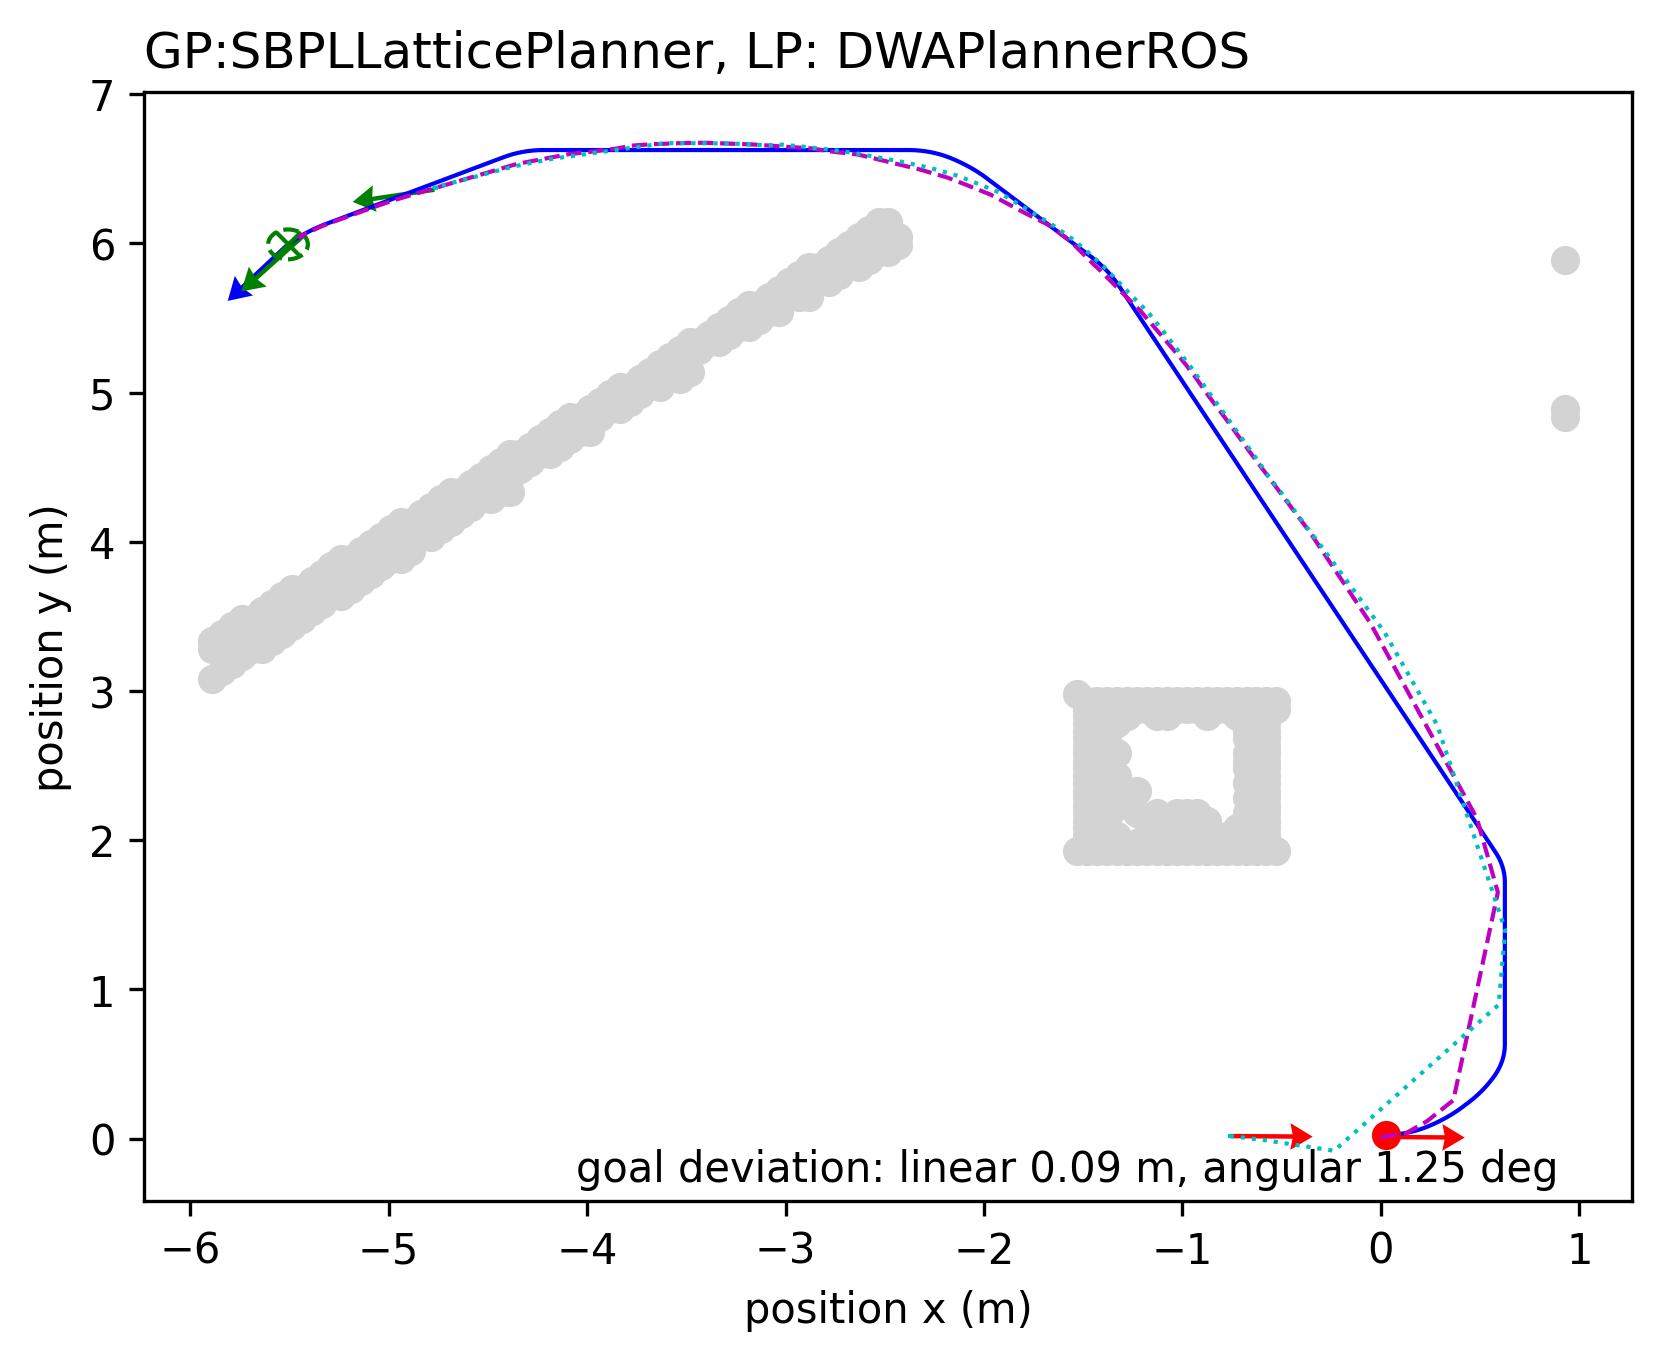 GP:SBPLLatticePlanner, LP: DWAPlannerROS
7
6
5
4
3
2
1
0
position y (m)
goal deviation: linear 0.09 m, angular 1.25 deg
−6 −5 −4 −3 −2 −1 0 1
position x (m)